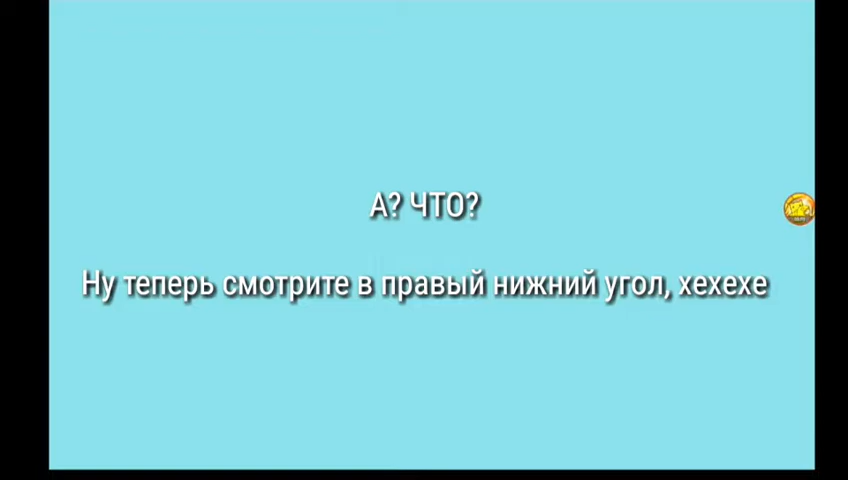 А? ЧТО?
Ну теперь смотрите в правый нижний угол, хехехе